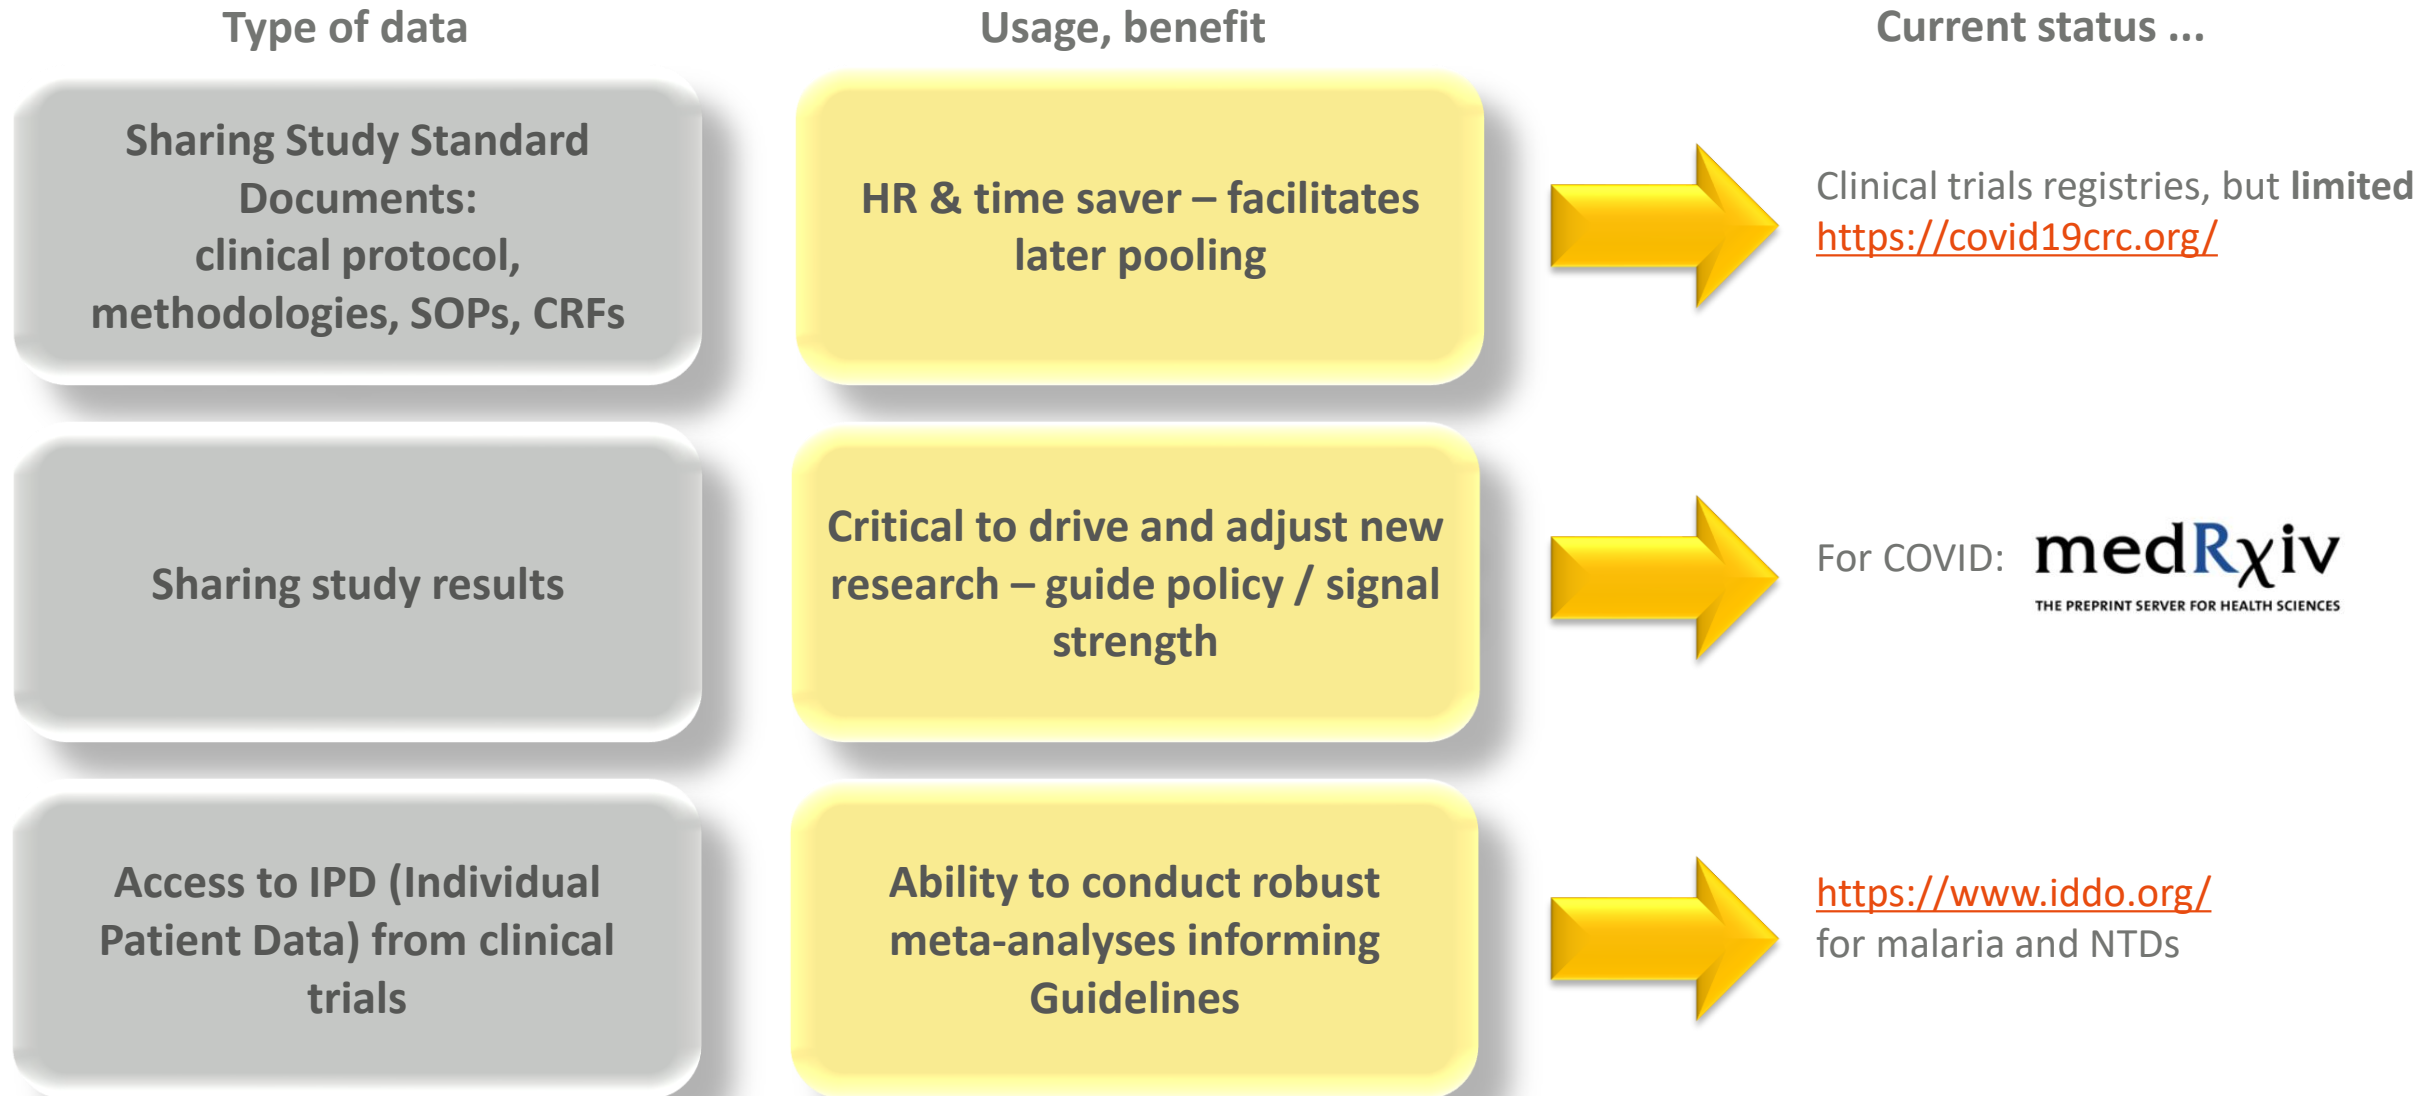 Type of data
Usage, benefit
Current status ...
Sharing Study Standard
Documents:
clinical protocol,
methodologies, SOPs, CRFs
HR & time saver – facilitates
later pooling
Clinical trials registries, but limited
https://covid19crc.org/
Sharing study results
Critical to drive and adjust new
research – guide policy / signal
strength
For COVID:
medRχiv
THE PREPRINT SERVER FOR HEALTH SCIENCES
Access to IPD (Individual
Patient Data) from clinical
trials
Ability to conduct robust
meta-analyses informing
Guidelines
https://www.iddo.org/
for malaria and NTDs